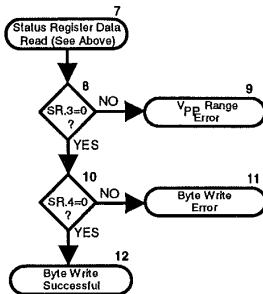 7
Status Register Data
Read (See Above)
8
SR.3=0
?
NO
YES
9
VPP Range
Error
10
SR.4=0
?
NO
YES
11
Byte Write
Error
12
Byte Write
Successful